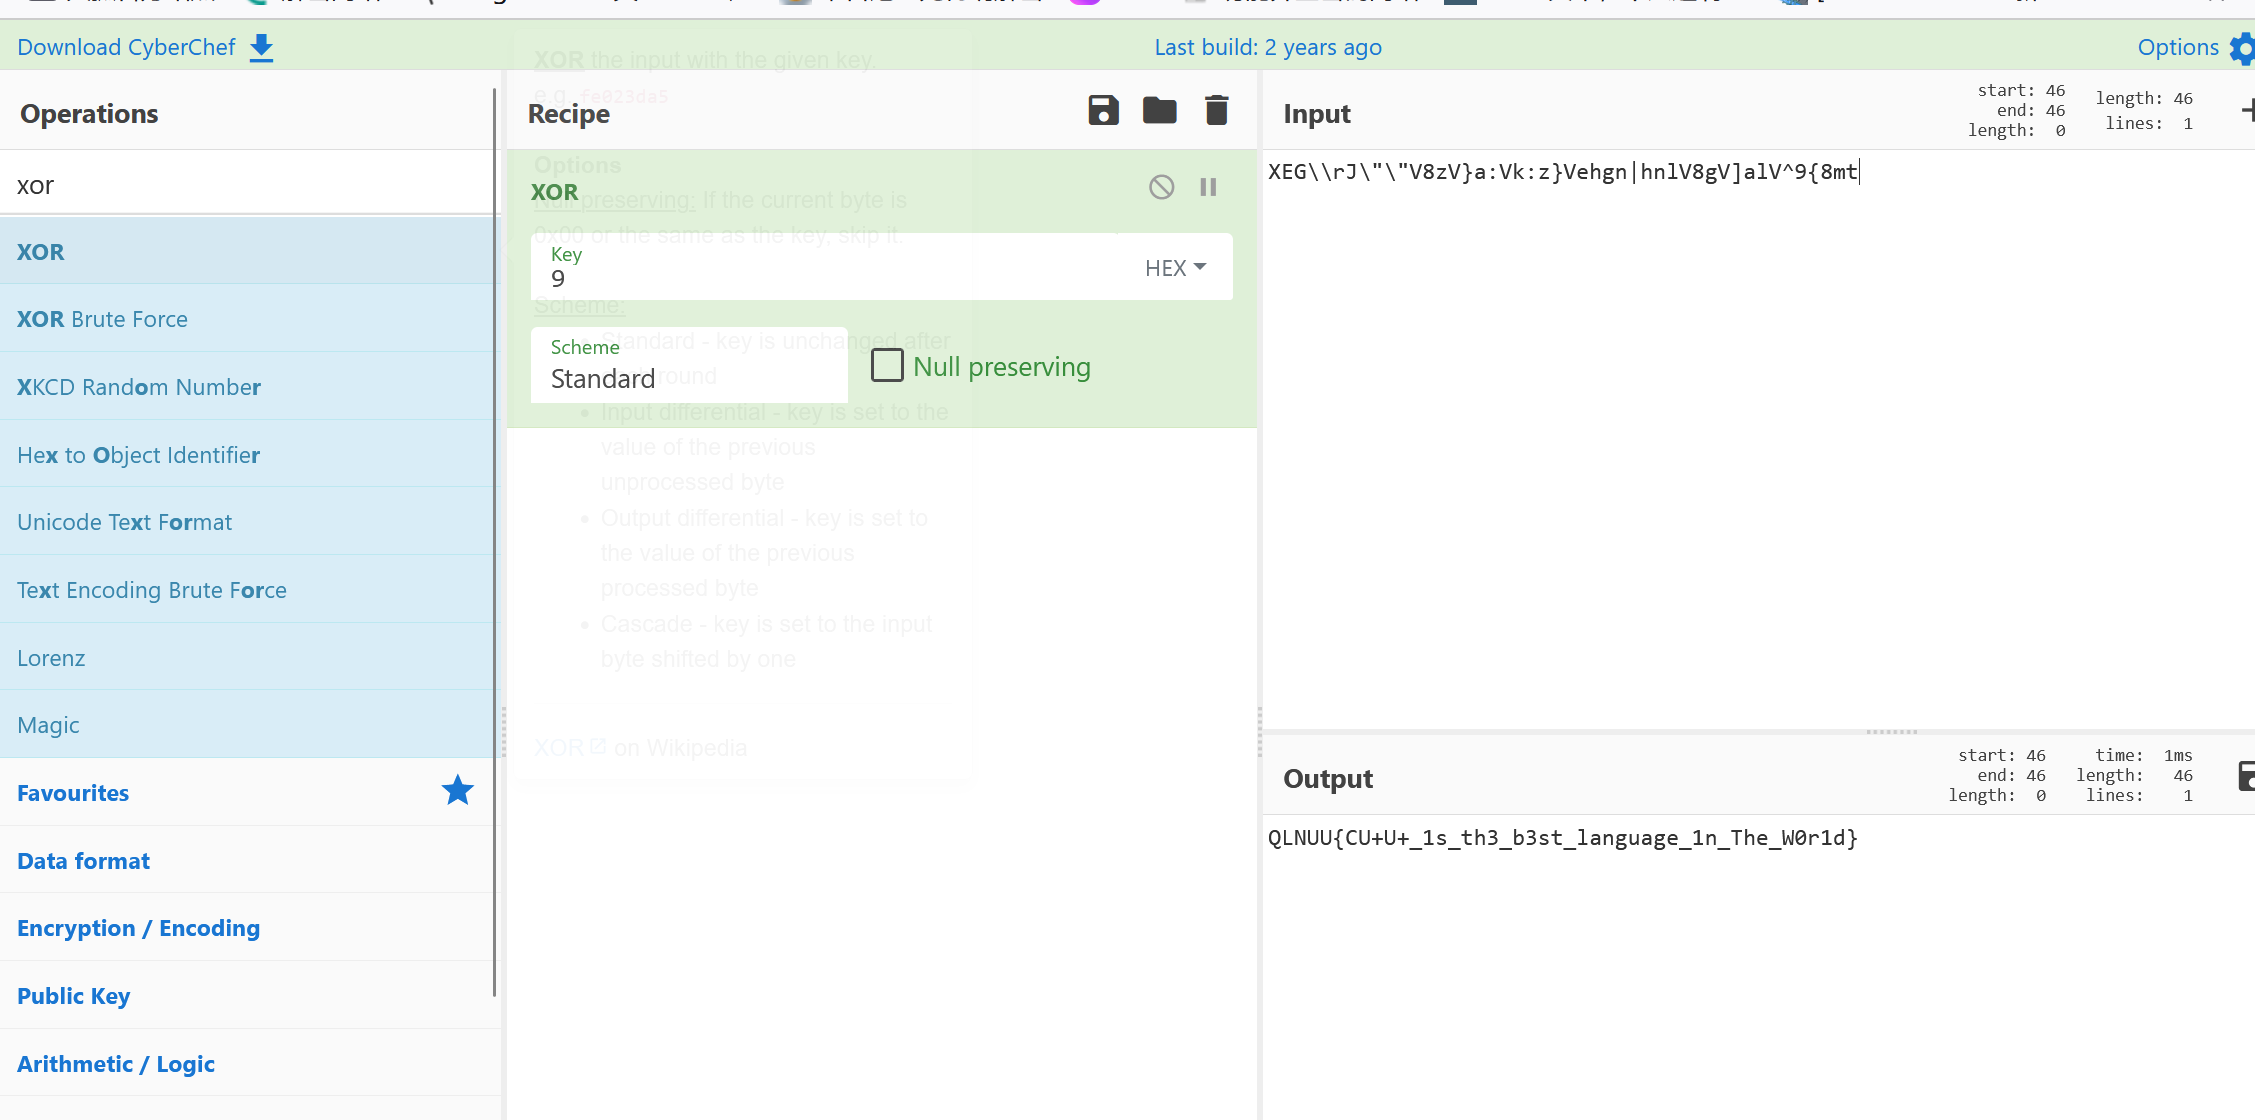 Download CyberChef
Last build: 2 years ago
Options
Operations
xor
XOR
XOR Brute Force
XKCD Random Number
Hex to Object Identifier
Unicode Text Format
Text Encoding Brute Force
Lorenz
Magic
Favourites
Data format
Encryption / Encoding
Public Key
Arithmetic / Logic
XOR the input with the given key.
e.g. fe023da5
Recipe
Options
XOR
Null preserving: If the current byte is
0x00 or the same as the key, skip it.
Key
9
HEX
Scheme:
Standard - key is unchanged after
round
Scheme
Standard
Null preserving
Input differential - key is set to the
value of the previous
unprocessed byte
Output differential - key is set to
the value of the previous
processed byte
Cascade - key is set to the input
byte shifted by one
XOR on Wikipedia
Input
start: 46
end: 46
length: 0
length: 46
lines: 1
XEG\\rJ\"\"V8zV}a:Vk:z}Vehgn|hnlV8gV]alV^9{8mt
Output
start: 46
end: 46
length: 0
time: 1ms
length: 46
lines: 1
QLNUU{CU+U+_1s_th3_b3st_language_1n_The_W0r1d}